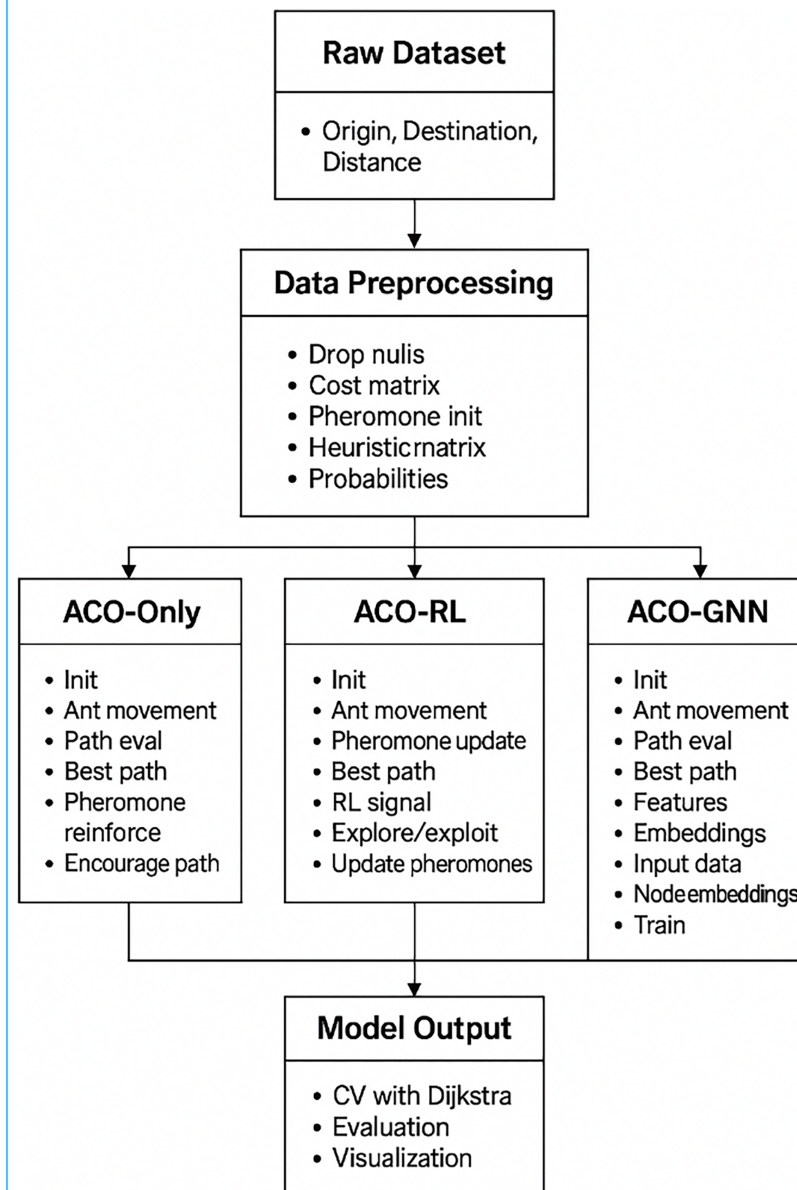 Raw Dataset
• Origin, Destination,
Distance
Data Preprocessing
• Drop nulis
• Cost matrix
• Pheromone init
• Heuristicrnatrix
• Probabilities
ACO-Only
• Init
• Ant movement
• Path eval
• Best path
• Pheromone
reinforce
• Encourage path
ACO-RL
• Init
• Ant movement
• Pheromone update
• Best path
• RL signal
• Explore/exploit
• Update pheromones
ACO-GNN
• Init
• Ant movement
• Path eval
• Best path
• Features
• Embeddings
• Input data
• Nodeembeddings
• Train
Model Output
• CV with Dijkstra
• Evaluation
• Visualization